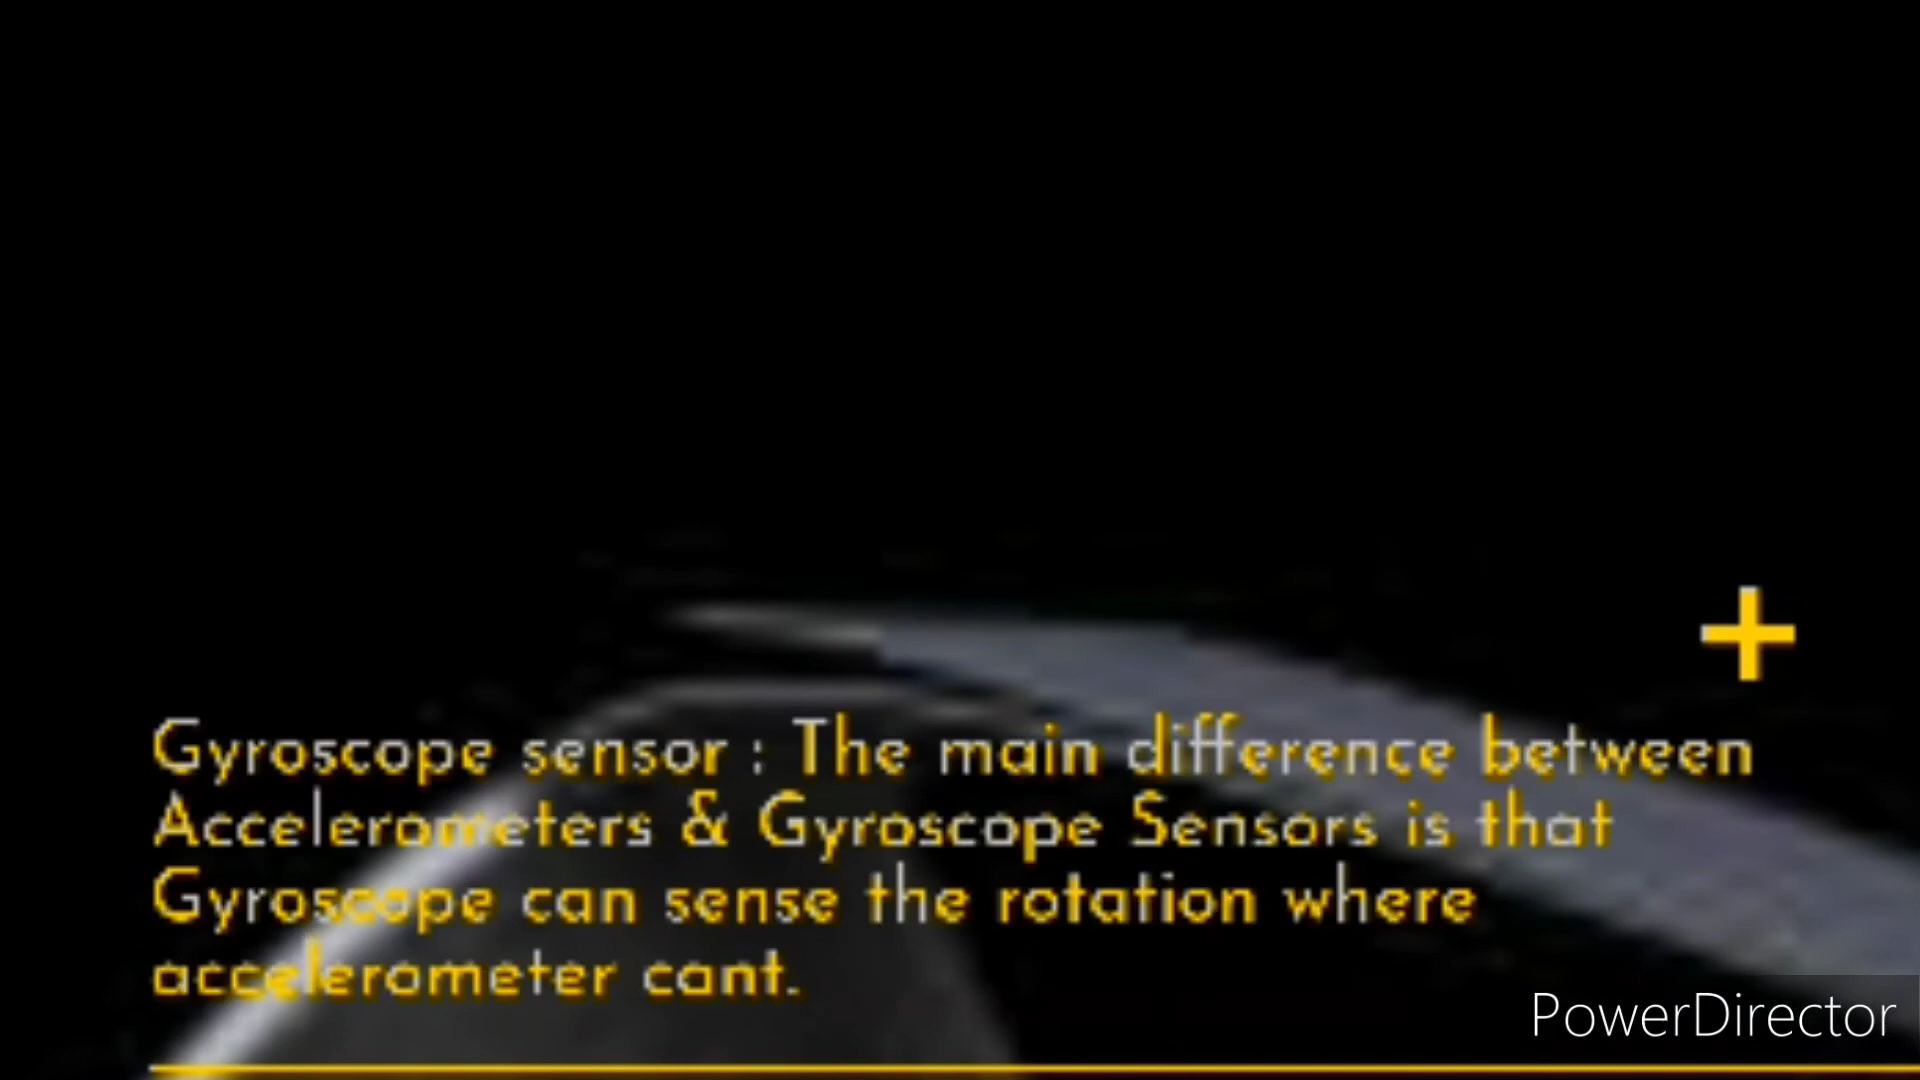 Gyroscope sensor : The main difference between
Accelerometers & Gyroscope Sensors is that
Gyroscope can sense the rotation where
accelerometer cant.
PowerDirector